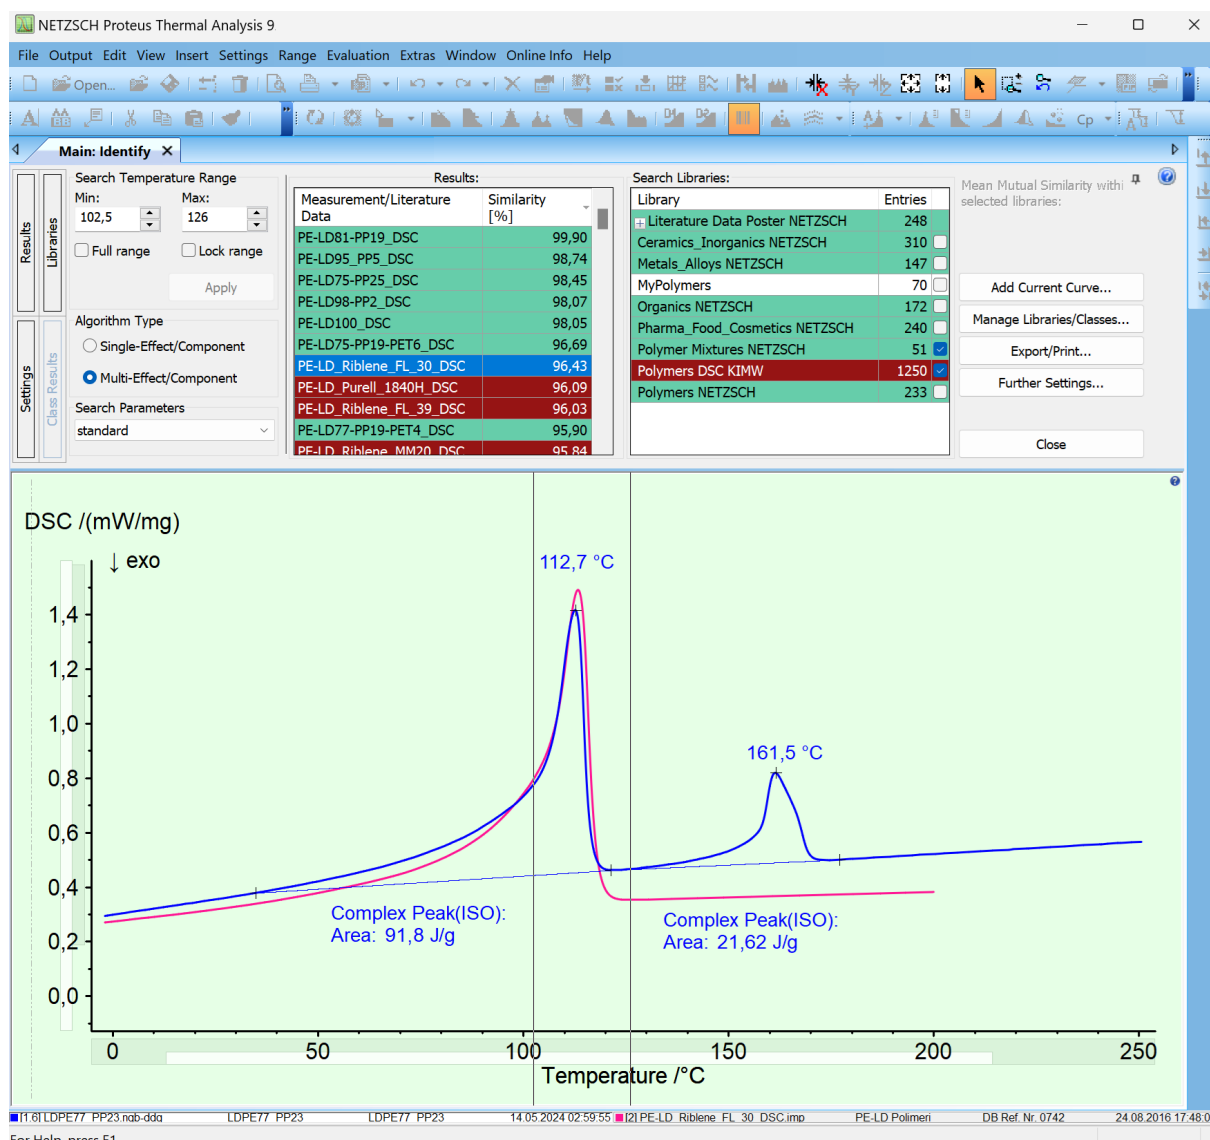 NETZSCH Proteus Thermal Analysis 9
File Output Edit View Insert Settings Range Evaluation Extras Window Online Info Help
Open...
Cp
Main: Identify
Results
Libraries
Settings
Class Results
Search Temperature Range
Min: Max:
102,5 126
Full range Lock range
Apply
Algorithm Type
Single-Effect/Component
Multi-Effect/Component
Search Parameters
standard
Results:
Measurement/Literature Data Similarity [%]
PE-LD81-PP19_DSC 99,90
PE-LD95_PP5_DSC 98,74
PE-LD75-PP25_DSC 98,45
PE-LD98-PP2_DSC 98,07
PE-LD100_DSC 98,05
PE-LD75-PP19-PET6_DSC 96,69
PE-LD_Riblene_FL_30_DSC 96,43
PE-LD_Purell_1840H_DSC 96,09
PE-LD_Riblene_FL_39_DSC 96,03
PE-LD77-PP19-PET4_DSC 95,90
PE-LD_Riblene_MM20_DSC 95,84
Search Libraries:
Library Entries
Literature Data Poster NETZSCH 248
Ceramics_Inorganics NETZSCH 310
Metals_Alloys NETZSCH 147
MyPolymers 70
Organics NETZSCH 172
Pharma_Food_Cosmetics NETZSCH 240
Polymer Mixtures NETZSCH 51
Polymers DSC KIMW 1250
Polymers NETZSCH 233
Mean Mutual Similarity withi
selected libraries:
Add Current Curve...
Manage Libraries/Classes...
Export/Print...
Further Settings...
Close
DSC /(mW/mg)
↓ exo
112,7 °C
161,5 °C
1,4
1,2
1,0
0,8
0,6
0,4
0,2
0,0
Complex Peak(ISO):
Area: 91,8 J/g
Complex Peak(ISO):
Area: 21,62 J/g
0 50 100 150 200 250
Temperature /°C
[1.6] LDPE77_PP23.ngb-ddg LDPE77_PP23 LDPE77_PP23 14.05.2024 02:59:55 [2] PE-LD_Riblene_FL_30_DSC.imp PE-LD Polimeri DB Ref. Nr. 0742 24.08.2016 17:48:0
For Help, press F1